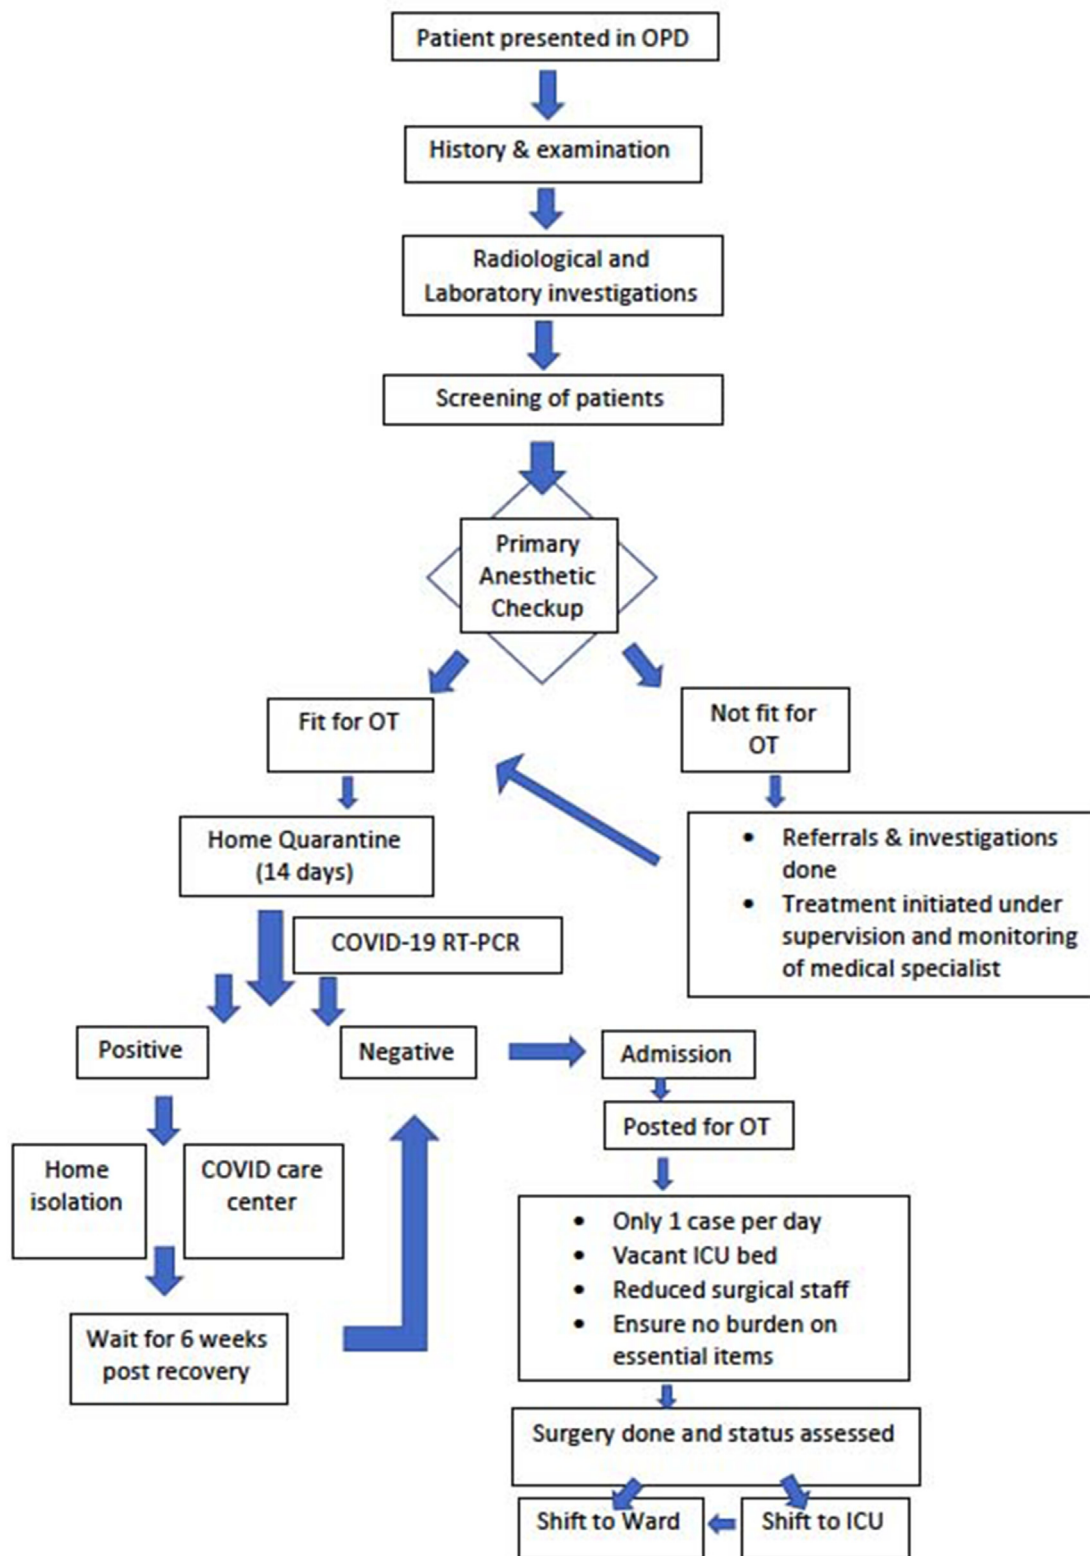 Patient presented in OPD
History & examination
Radiological and
Laboratory investigations
Screening of patients
Primary
Anesthetic
Checkup
Fit for OT
Not fit for
OT
Home Quarantine
(14 days)
• Referrals & investigations
done
• Treatment initiated under
supervision and monitoring
of medical specialist
COVID-19 RT-PCR
Positive
Negative
Admission
Posted for OT
Home
isolation
COVID care
center
• Only 1 case per day
• Vacant ICU bed
• Reduced surgical staff
• Ensure no burden on
essential items
Wait for 6 weeks
post recovery
Surgery done and status assessed
Shift to Ward
Shift to ICU